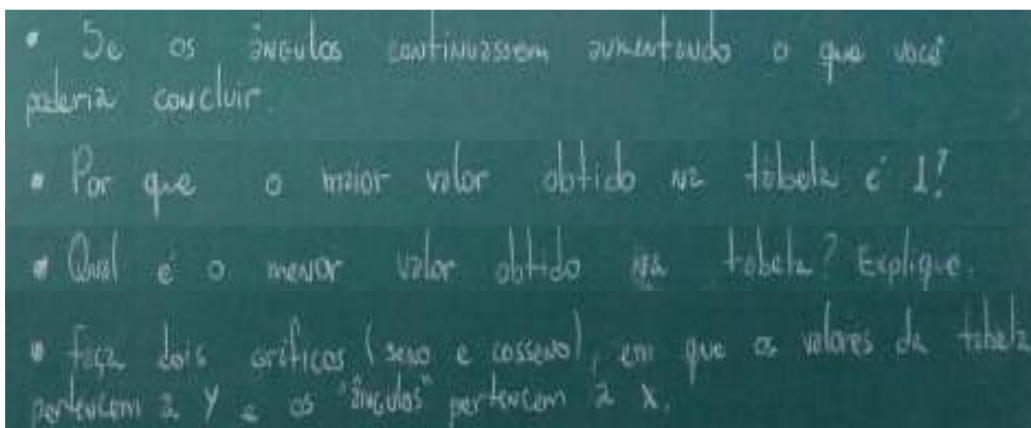 • Se os ângulos continuassem aumentando o que você
poderia concluir.
• Por que o maior valor obtido na tabela é 1?
• Qual é o menor valor obtido na tabela? Explique.
• Faça dois gráficos (seno e cosseno), em que os valores da tabela
pertencem a Y e os "ângulos" pertencem a X.